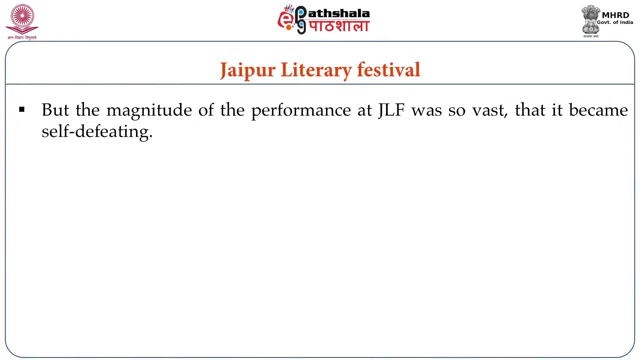 ePathshala
पाठशाला
MHRD
Govt. of India
Jaipur Literary festival
▪ But the magnitude of the performance at JLF was so vast, that it became
self-defeating.